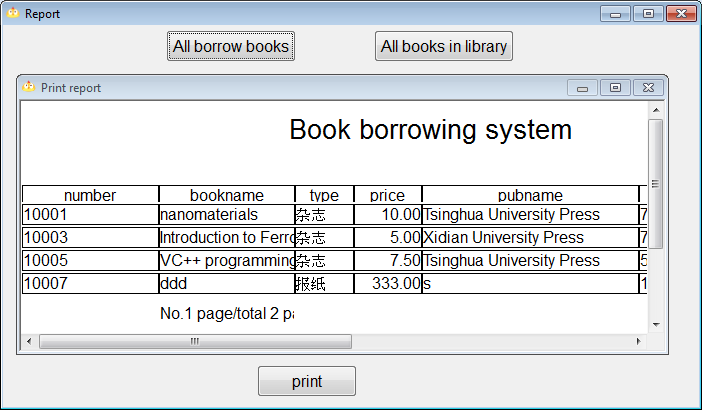 Report
All borrow books All books in library
Print report
Book borrowing system
number bookname type price pubname
10001 nanomaterials 杂志 10.00 Tsinghua University Press 7
10003 Introduction to Ferro 杂志 5.00 Xidian University Press 7
10005 VC++ programming 杂志 7.50 Tsinghua University Press 5
10007 ddd 报纸 333.00 s 1
No.1 page/total 2 pa
print